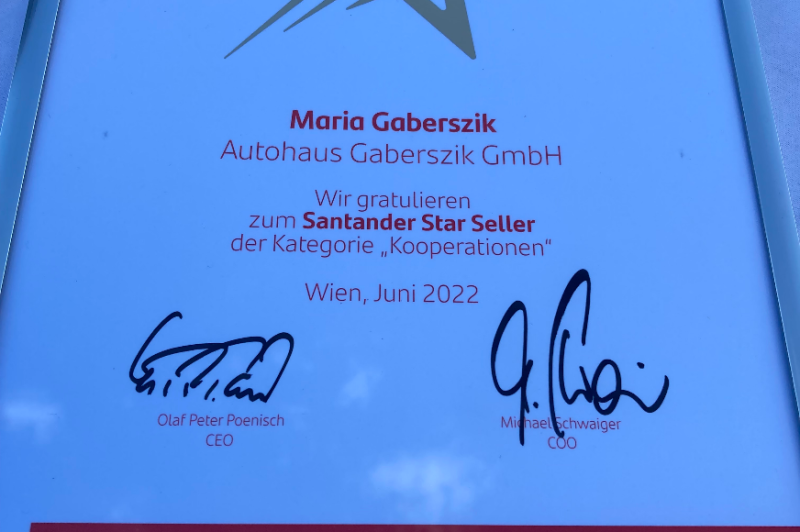 Maria Gaberszik
Autohaus Gaberszik GmbH
Wir gratulieren
zum Santander Star Seller
der Kategorie „Kooperationen“
Wien, Juni 2022
Olaf Peter Poenisch
CEO
Michael Schwaiger
COO